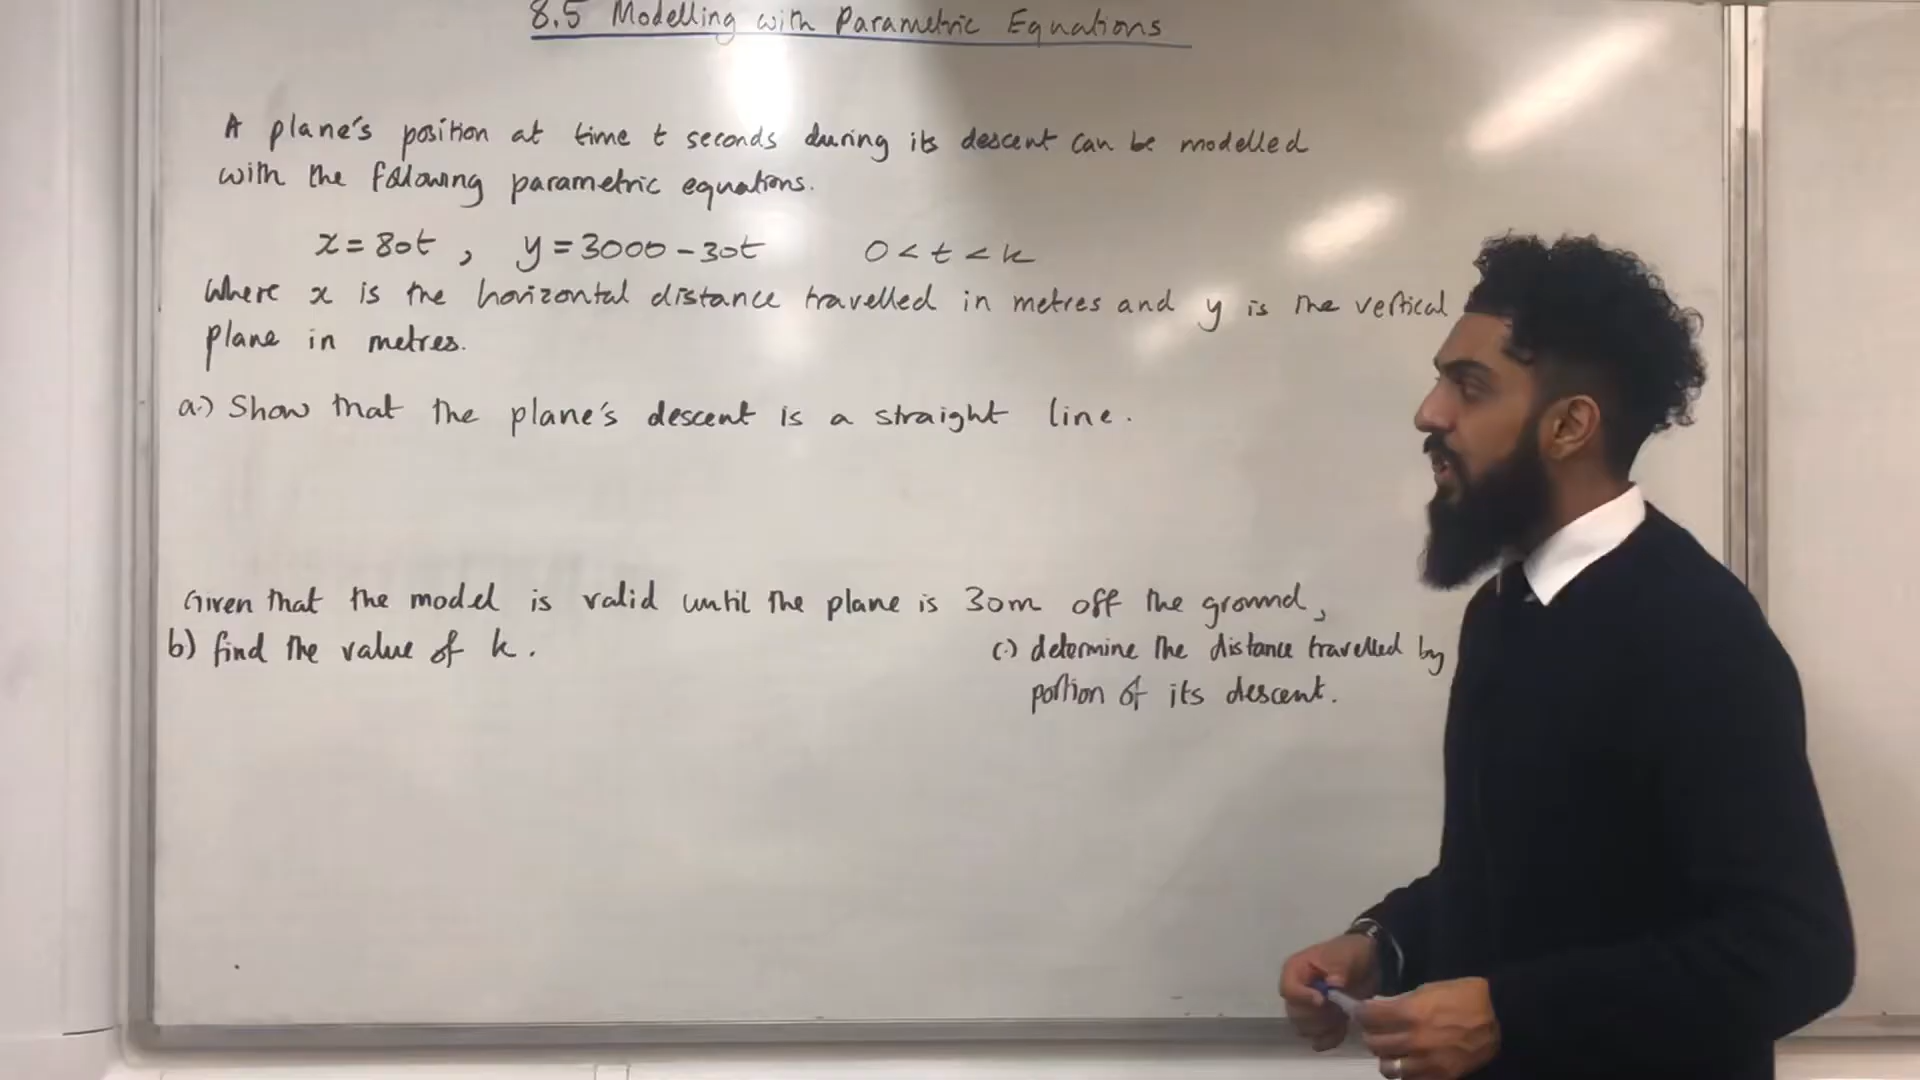 8.5 Modelling with Parametric Equations
A plane's position at time t seconds during its descent can be modelled
with the following parametric equations.
x = 80t , y = 3000 - 30t 0 < t < k
Where x is the horizontal distance travelled in metres and y is the vertical
plane in metres.
a.) Show that the plane's descent is a straight line.
Given that the model is valid until the plane is 30m off the ground,
b) find the value of k.
c.) determine the distance travelled by
portion of its descent.